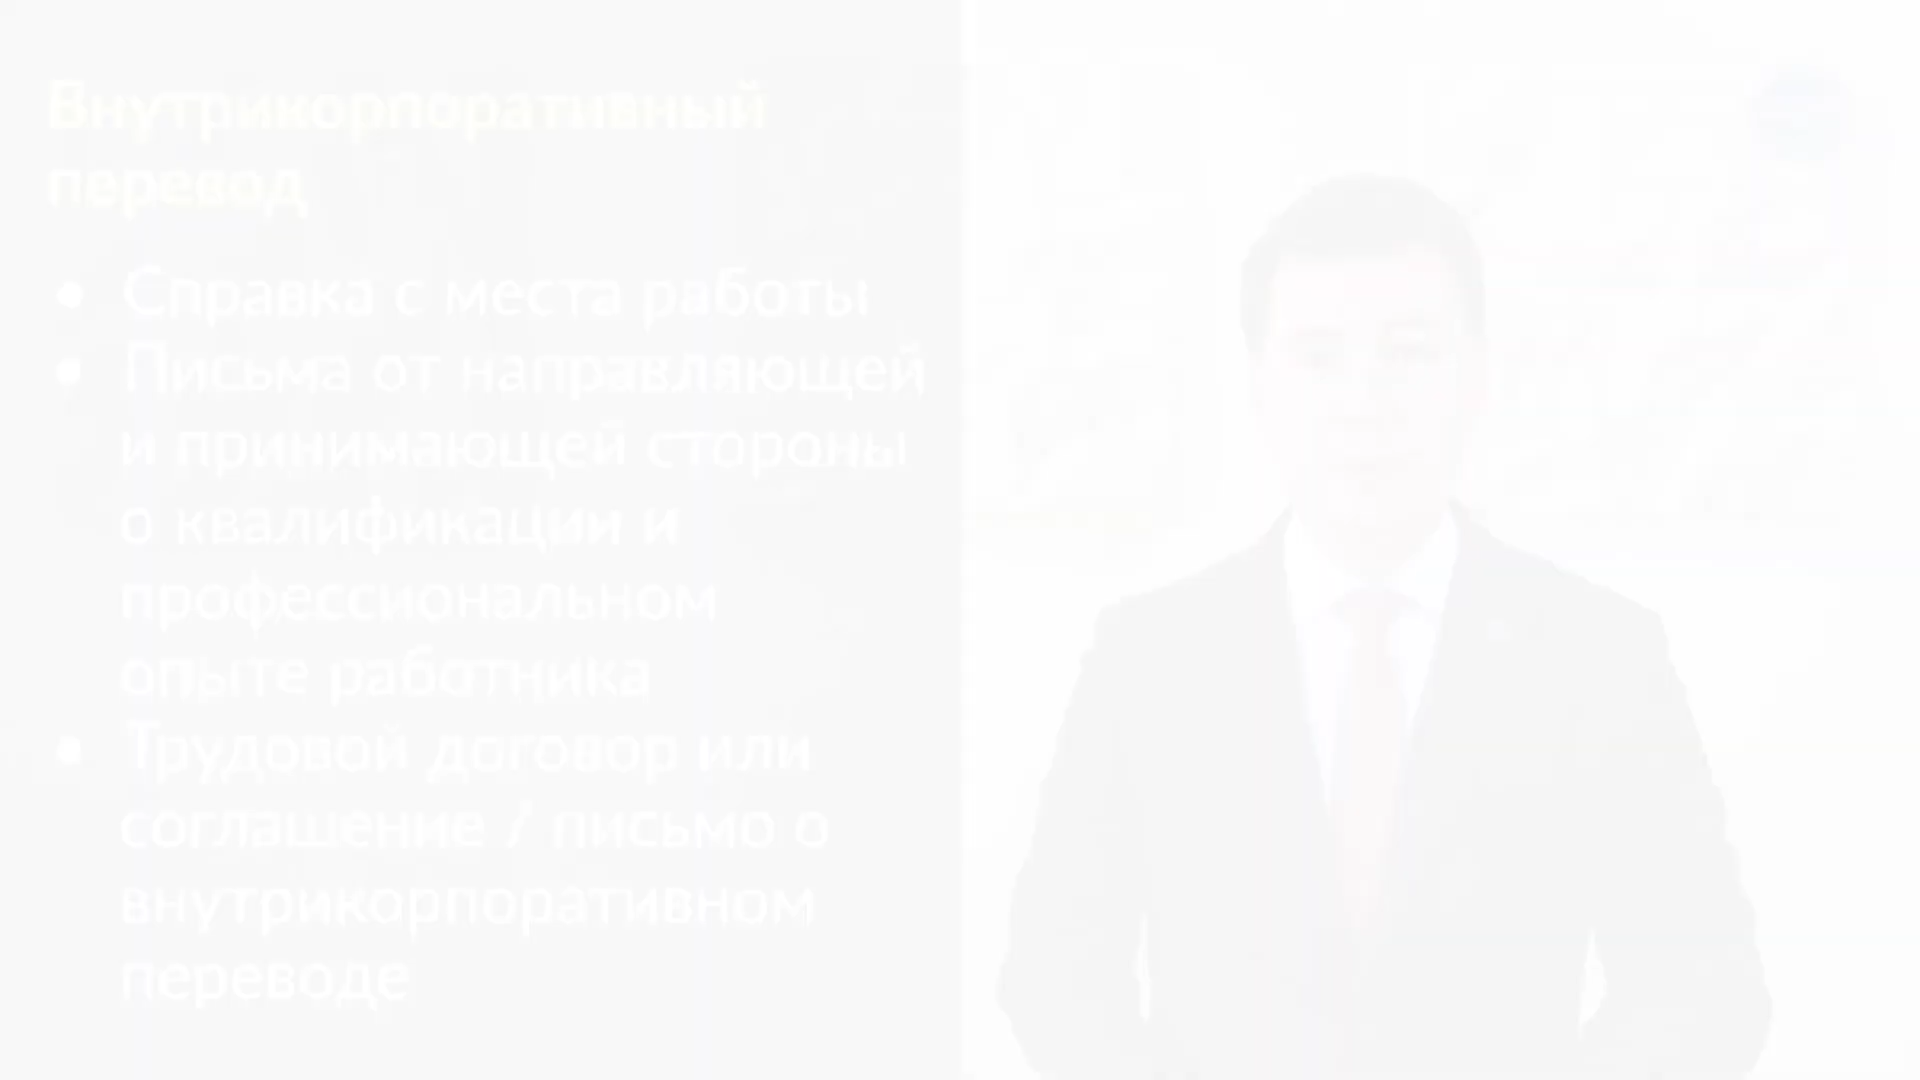 Внутрикорпоративный
перевод
• Справка с места работы
• Письма от направляющей
и принимающей стороны
о квалификации и
профессиональном
опыте работника
• Трудовой договор или
соглашение / письмо о
внутрикорпоративном
переводе